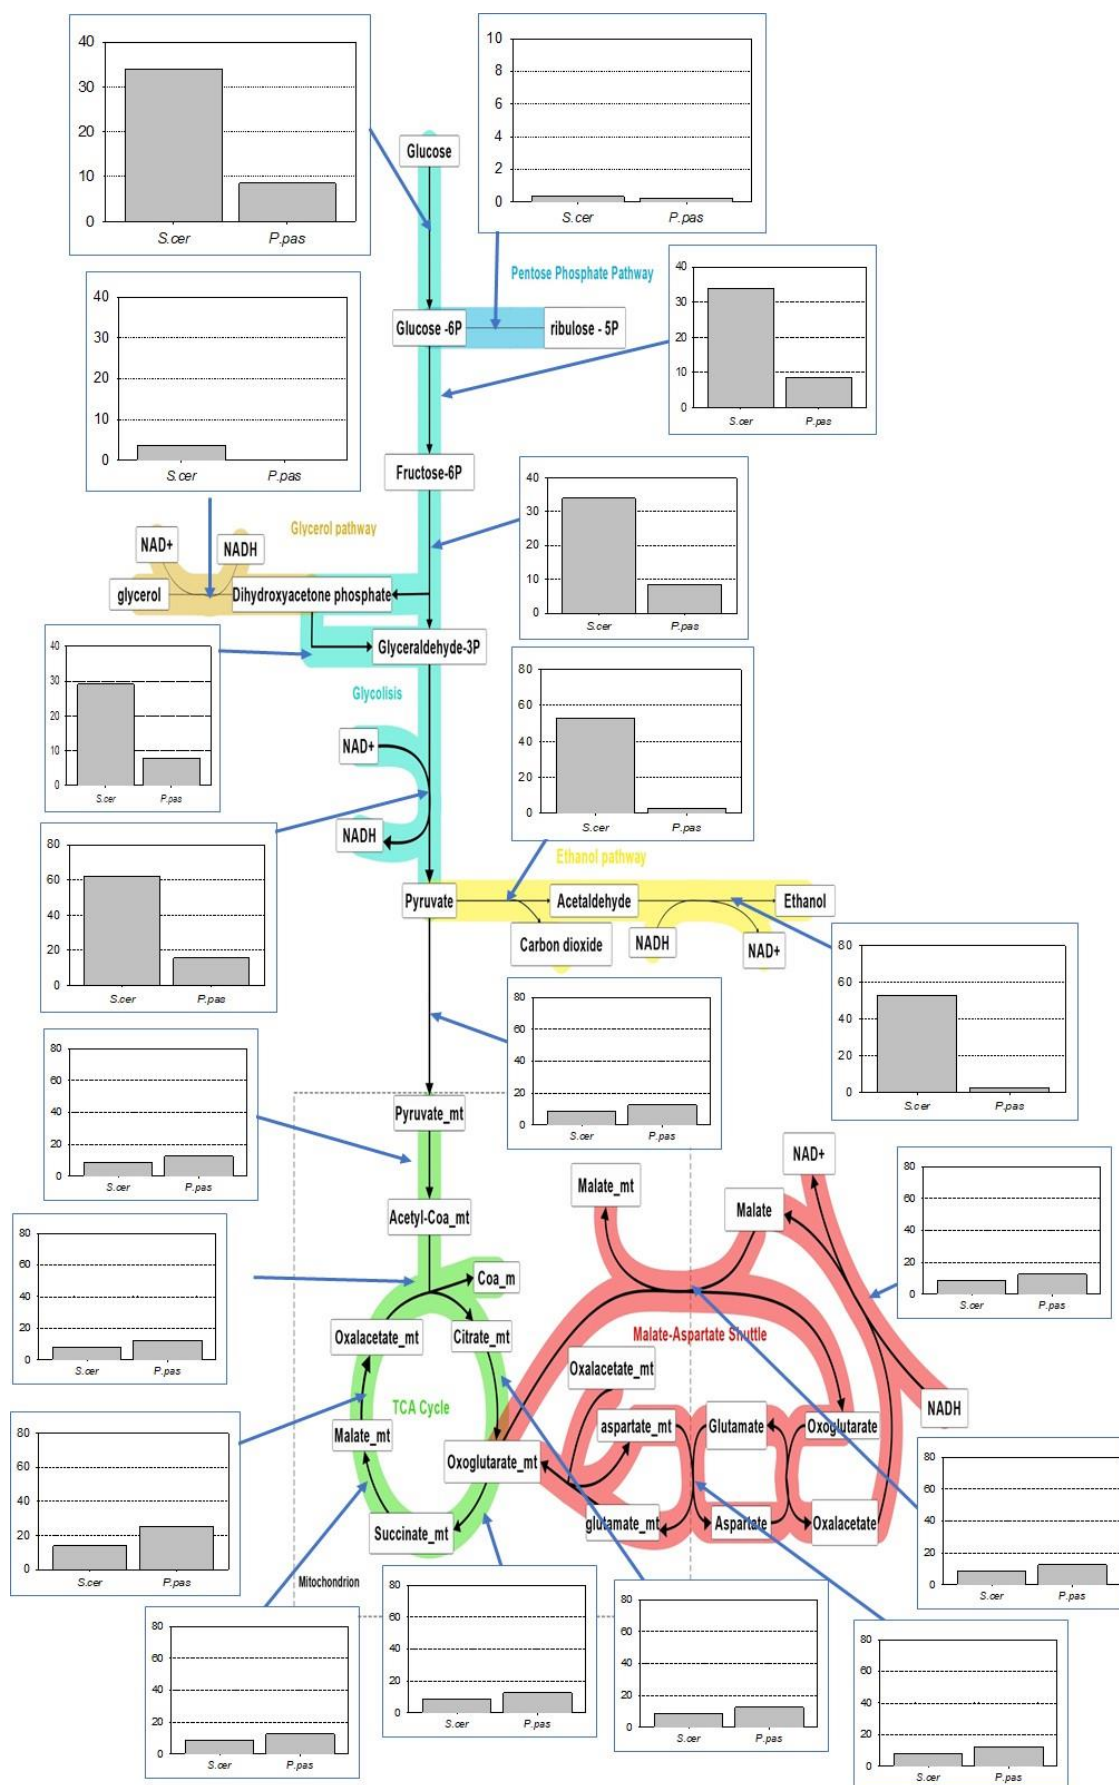 40
30
20
10
0
S.cer
P.pas
10
8
6
4
2
0
S.cer
P.pas
Glucose
Pentose Phosphate Pathway
40
30
20
10
0
S.cer
P.pas
Glucose -6P
ribulose - 5P
40
30
20
10
0
S.cer
P.pas
Fructose-6P
40
30
20
10
0
S.cer
P.pas
Glycerol pathway
NAD+
NADH
glycerol
Dihydroxyacetone phosphate
Glyceraldehyde-3P
40
30
20
10
0
S.cer
P.pas
Glycolisis
80
60
40
20
0
S.cer
P.pas
NAD+
NADH
80
60
40
20
0
S.cer
P.pas
Ethanol pathway
Pyruvate
Acetaldehyde
Ethanol
Carbon dioxide
NADH
NAD+
80
60
40
20
0
S.cer
P.pas
80
60
40
20
0
S.cer
P.pas
80
60
40
20
0
S.cer
P.pas
Pyruvate_mt
NAD+
Malate_mt
Malate
80
60
40
20
0
S.cer
P.pas
Acetyl-Coa_mt
80
60
40
20
0
S.cer
P.pas
Coa_m
Oxalacetate_mt
Citrate_mt
Malate-Aspartate Shuttle
Oxalacetate_mt
TCA Cycle
NADH
Malate_mt
aspartate_mt
Glutamate
Oxoglutarate
Oxoglutarate_mt
80
60
40
20
0
S.cer
P.pas
80
60
40
20
0
S.cer
P.pas
Succinate_mt
glutamate_mt
Aspartate
Oxalacetate
Mitochondrion
80
60
40
20
0
S.cer
P.pas
80
60
40
20
0
S.cer
P.pas
80
60
40
20
0
S.cer
P.pas
80
60
40
20
0
S.cer
P.pas